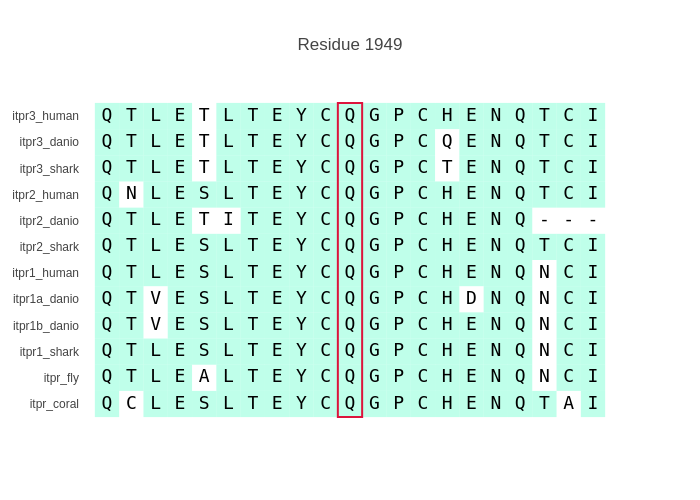 Residue 1949
itpr3_human Q T L E T L T E Y C Q G P C H E N Q T C I
itpr3_danio Q T L E T L T E Y C Q G P C Q E N Q T C I
itpr3_shark Q T L E T L T E Y C Q G P C T E N Q T C I
itpr2_human Q N L E S L T E Y C Q G P C H E N Q T C I
itpr2_danio Q T L E T I T E Y C Q G P C H E N Q - - -
itpr2_shark Q T L E S L T E Y C Q G P C H E N Q T C I
itpr1_human Q T L E S L T E Y C Q G P C H E N Q N C I
itpr1a_danio Q T V E S L T E Y C Q G P C H D N Q N C I
itpr1b_danio Q T V E S L T E Y C Q G P C H E N Q N C I
itpr1_shark Q T L E S L T E Y C Q G P C H E N Q N C I
itpr_fly Q T L E A L T E Y C Q G P C H E N Q N C I
itpr_coral Q C L E S L T E Y C Q G P C H E N Q T A I